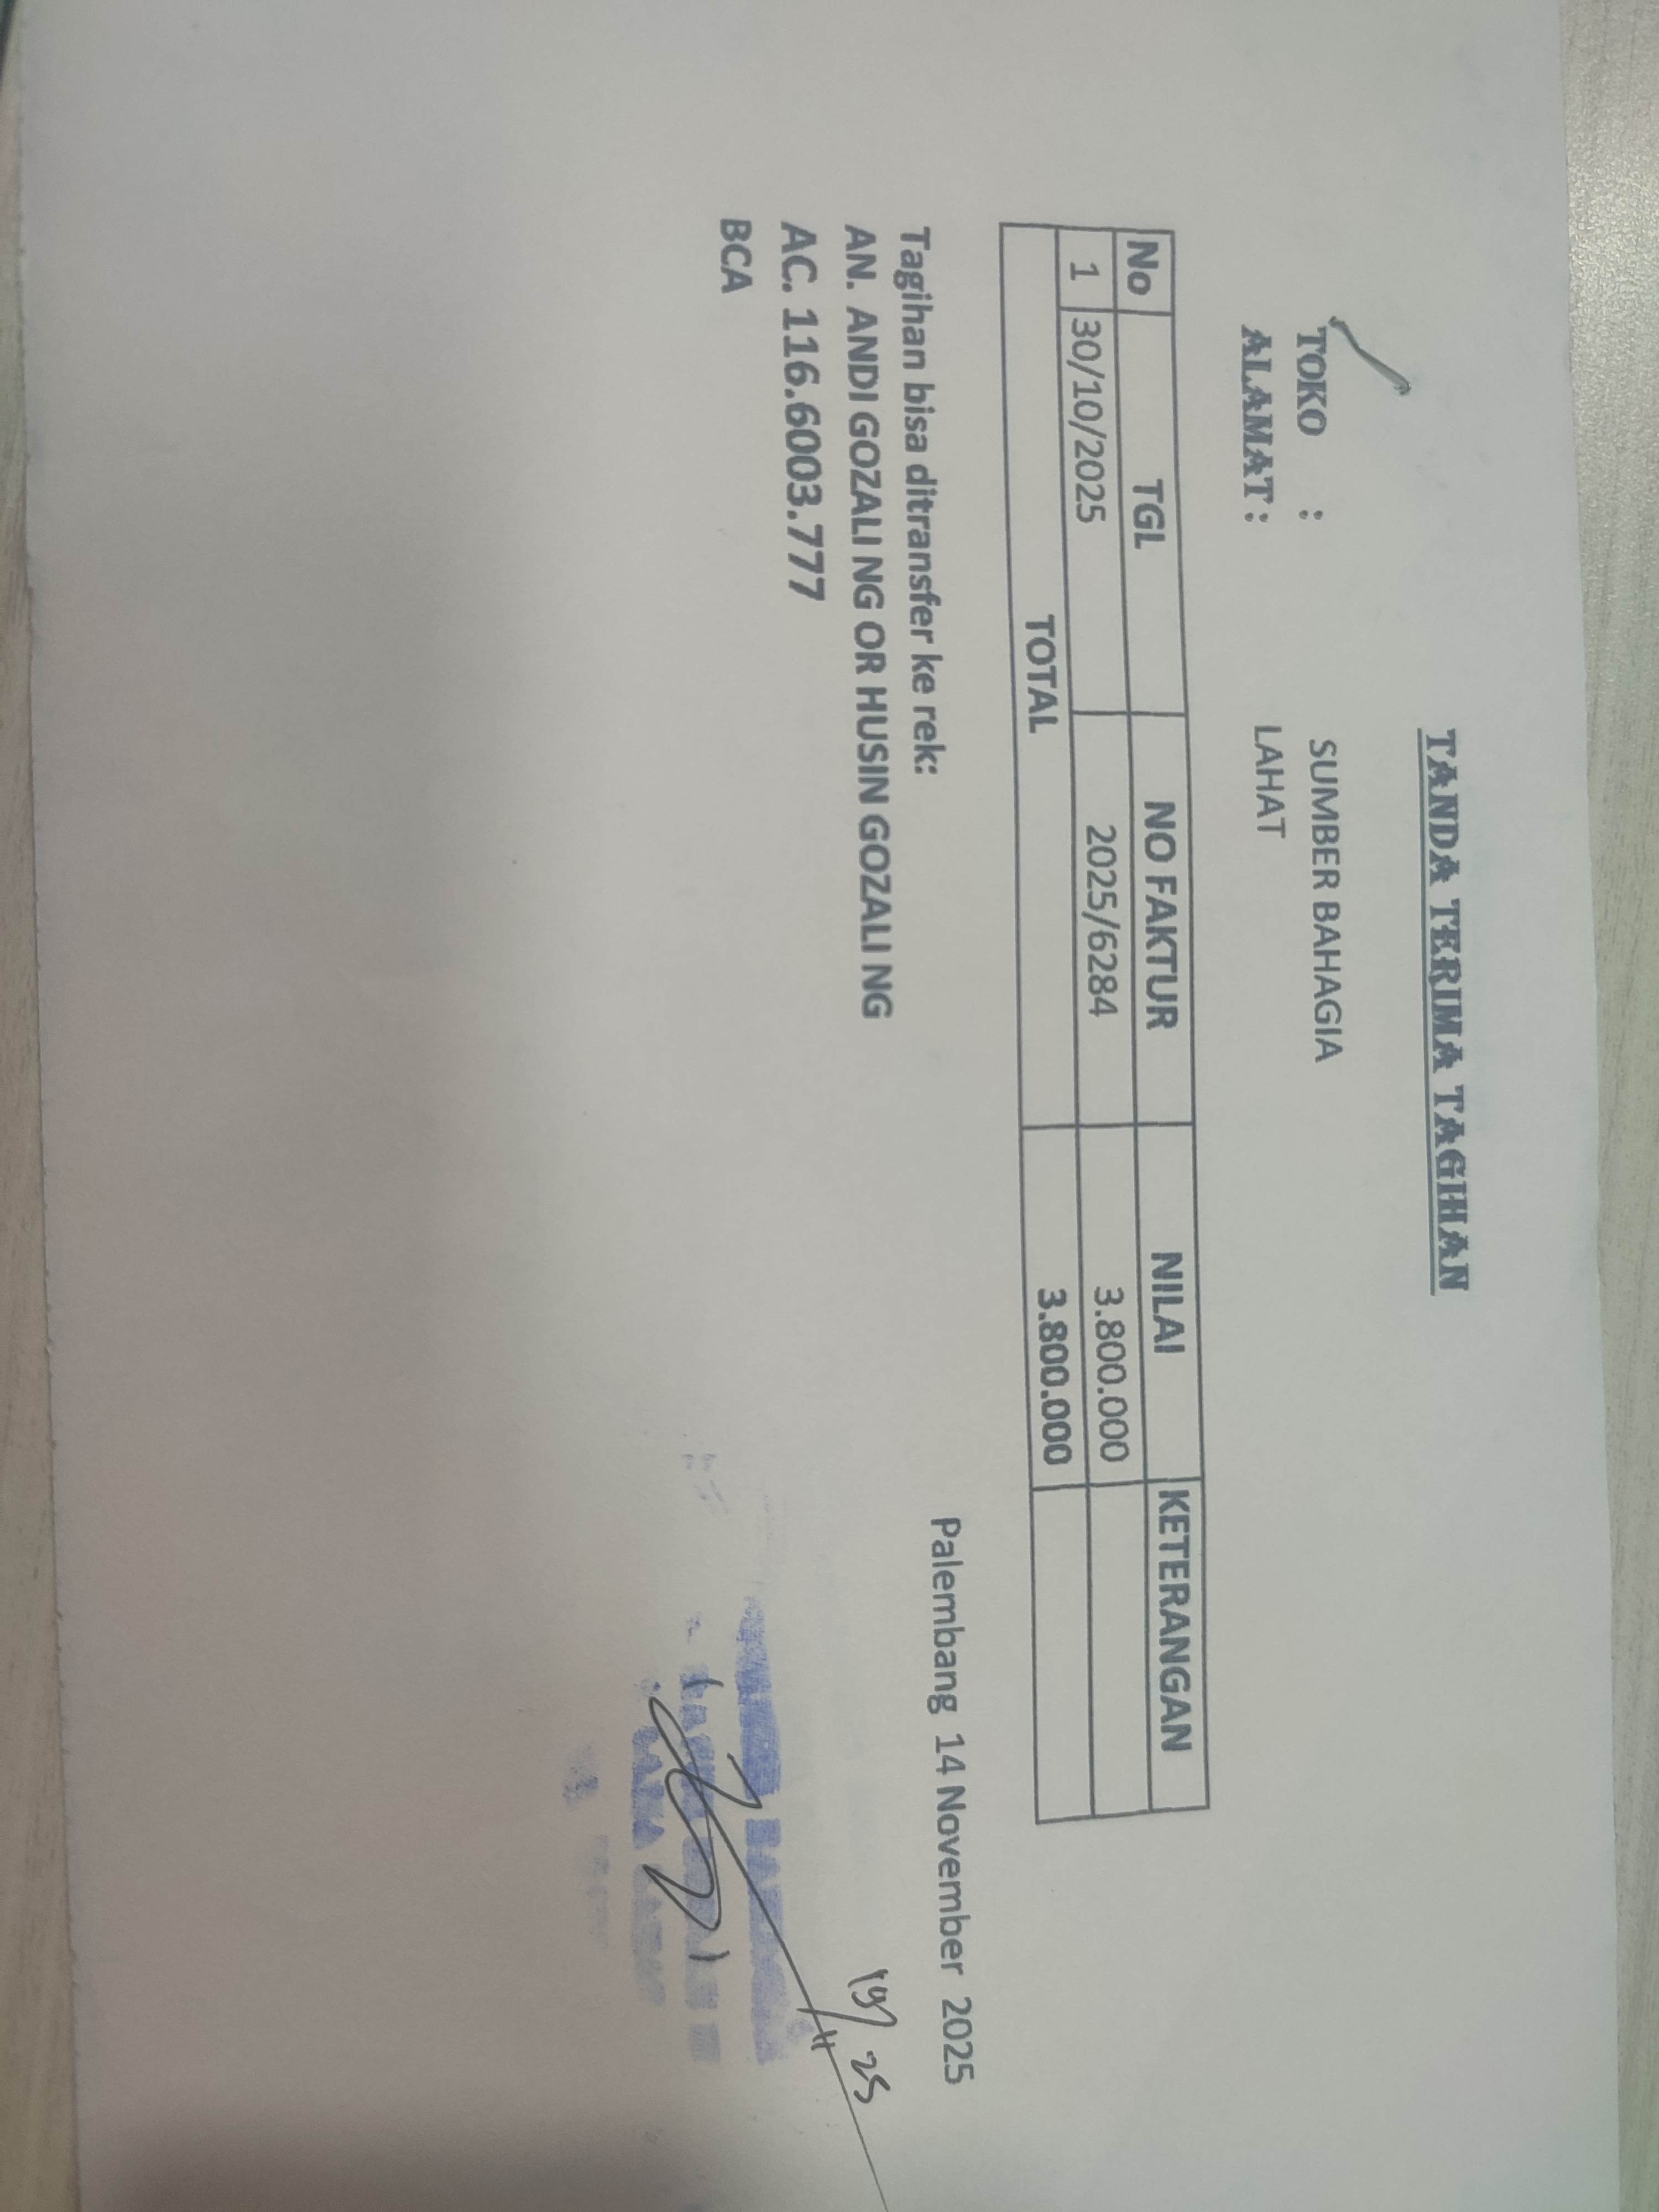 TANDA TERIMA TAGIHAN
TOKO : SUMBER BAHAGIA
ALAMAT : LAHAT
No TGL NO FAKTUR NILAI KETERANGAN
1 30/10/2025 2025/6284 3.800.000
TOTAL 3.800.000
Palembang 14 November 2025
Tagihan bisa ditransfer ke rek:
AN. ANDI GOZALI NG OR HUSIN GOZALI NG
AC. 116.6003.777
BCA